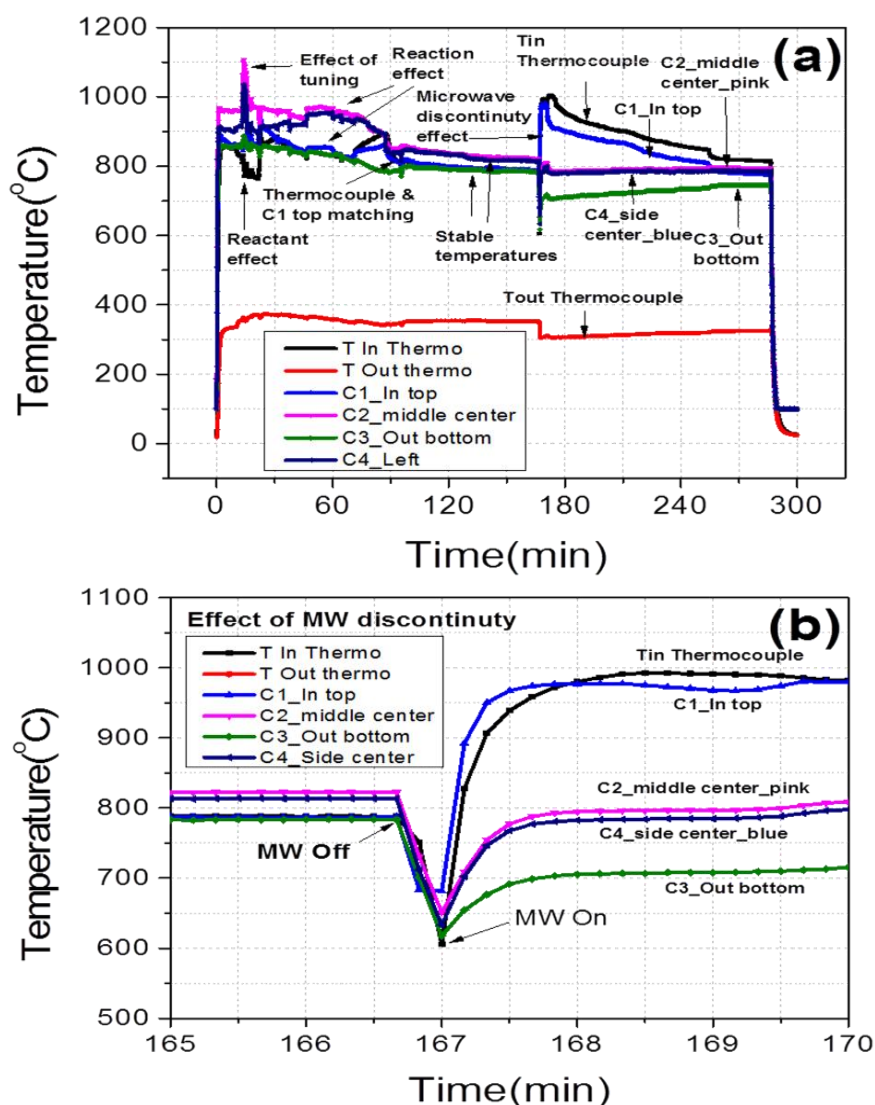 (a)
1200
1000
800
600
400
200
0
Temperature(°C)
Effect of
tuning
Reaction
effect
Tin
Thermocouple
C2_middle
center_pink
Microwave
discontinuty
effect
C1_In top
Thermocouple &
C1 top matching
Reactant
effect
Stable
temperatures
C4_side
center_blue
C3_Out
bottom
Tout Thermocouple
T In Thermo
T Out thermo
C1_In top
C2_middle center
C3_Out bottom
C4_Left
0 60 120 180 240 300
Time(min)
(b)
1100
1000
900
800
700
600
500
Temperature(°C)
Effect of MW discontinuty
T In Thermo
T Out thermo
C1_In top
C2_middle center
C3_Out bottom
C4_Side center
Tin Thermocouple
C1_In top
C2_middle center_pink
C4_side center_blue
C3_Out bottom
MW Off
MW On
165 166 167 168 169 170
Time(min)